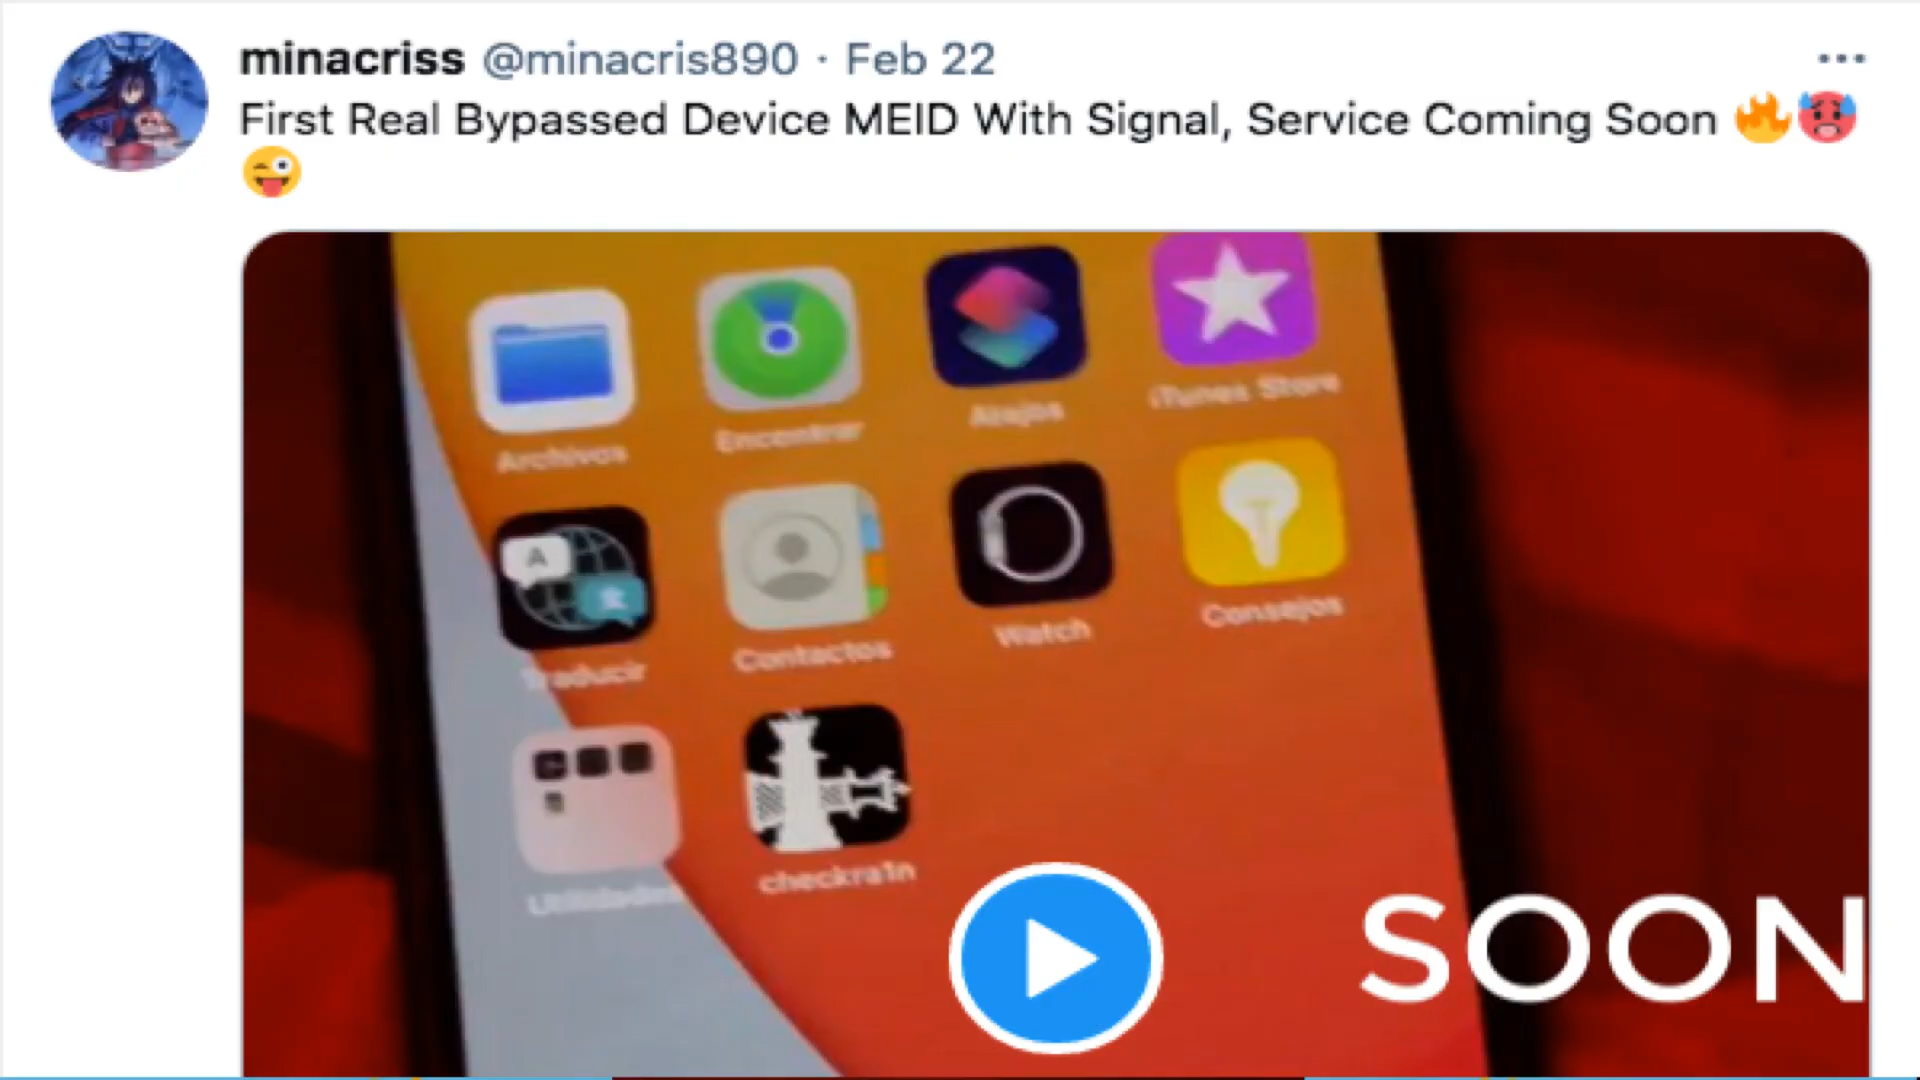 minacriss @minacris890 · Feb 22
First Real Bypassed Device MEID With Signal, Service Coming Soon 🔥🥵
😜
Archivos Encontrar Atajos iTunes Store
Traducir Contactos Watch Consejos
Utilidades checkra1n
SOON